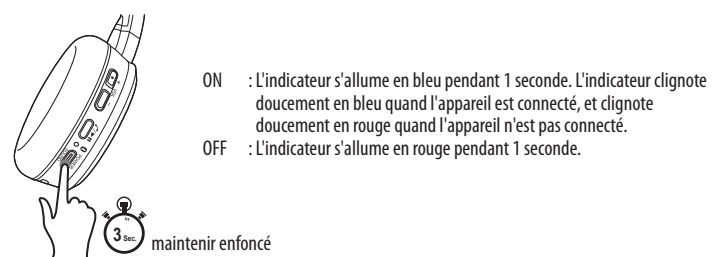 ON : L'indicateur s'allume en bleu pendant 1 seconde. L'indicateur clignote
doucement en bleu quand l'appareil est connecté, et clignote
doucement en rouge quand l'appareil n'est pas connecté.
OFF : L'indicateur s'allume en rouge pendant 1 seconde.
3 Sec.
maintenir enfoncé